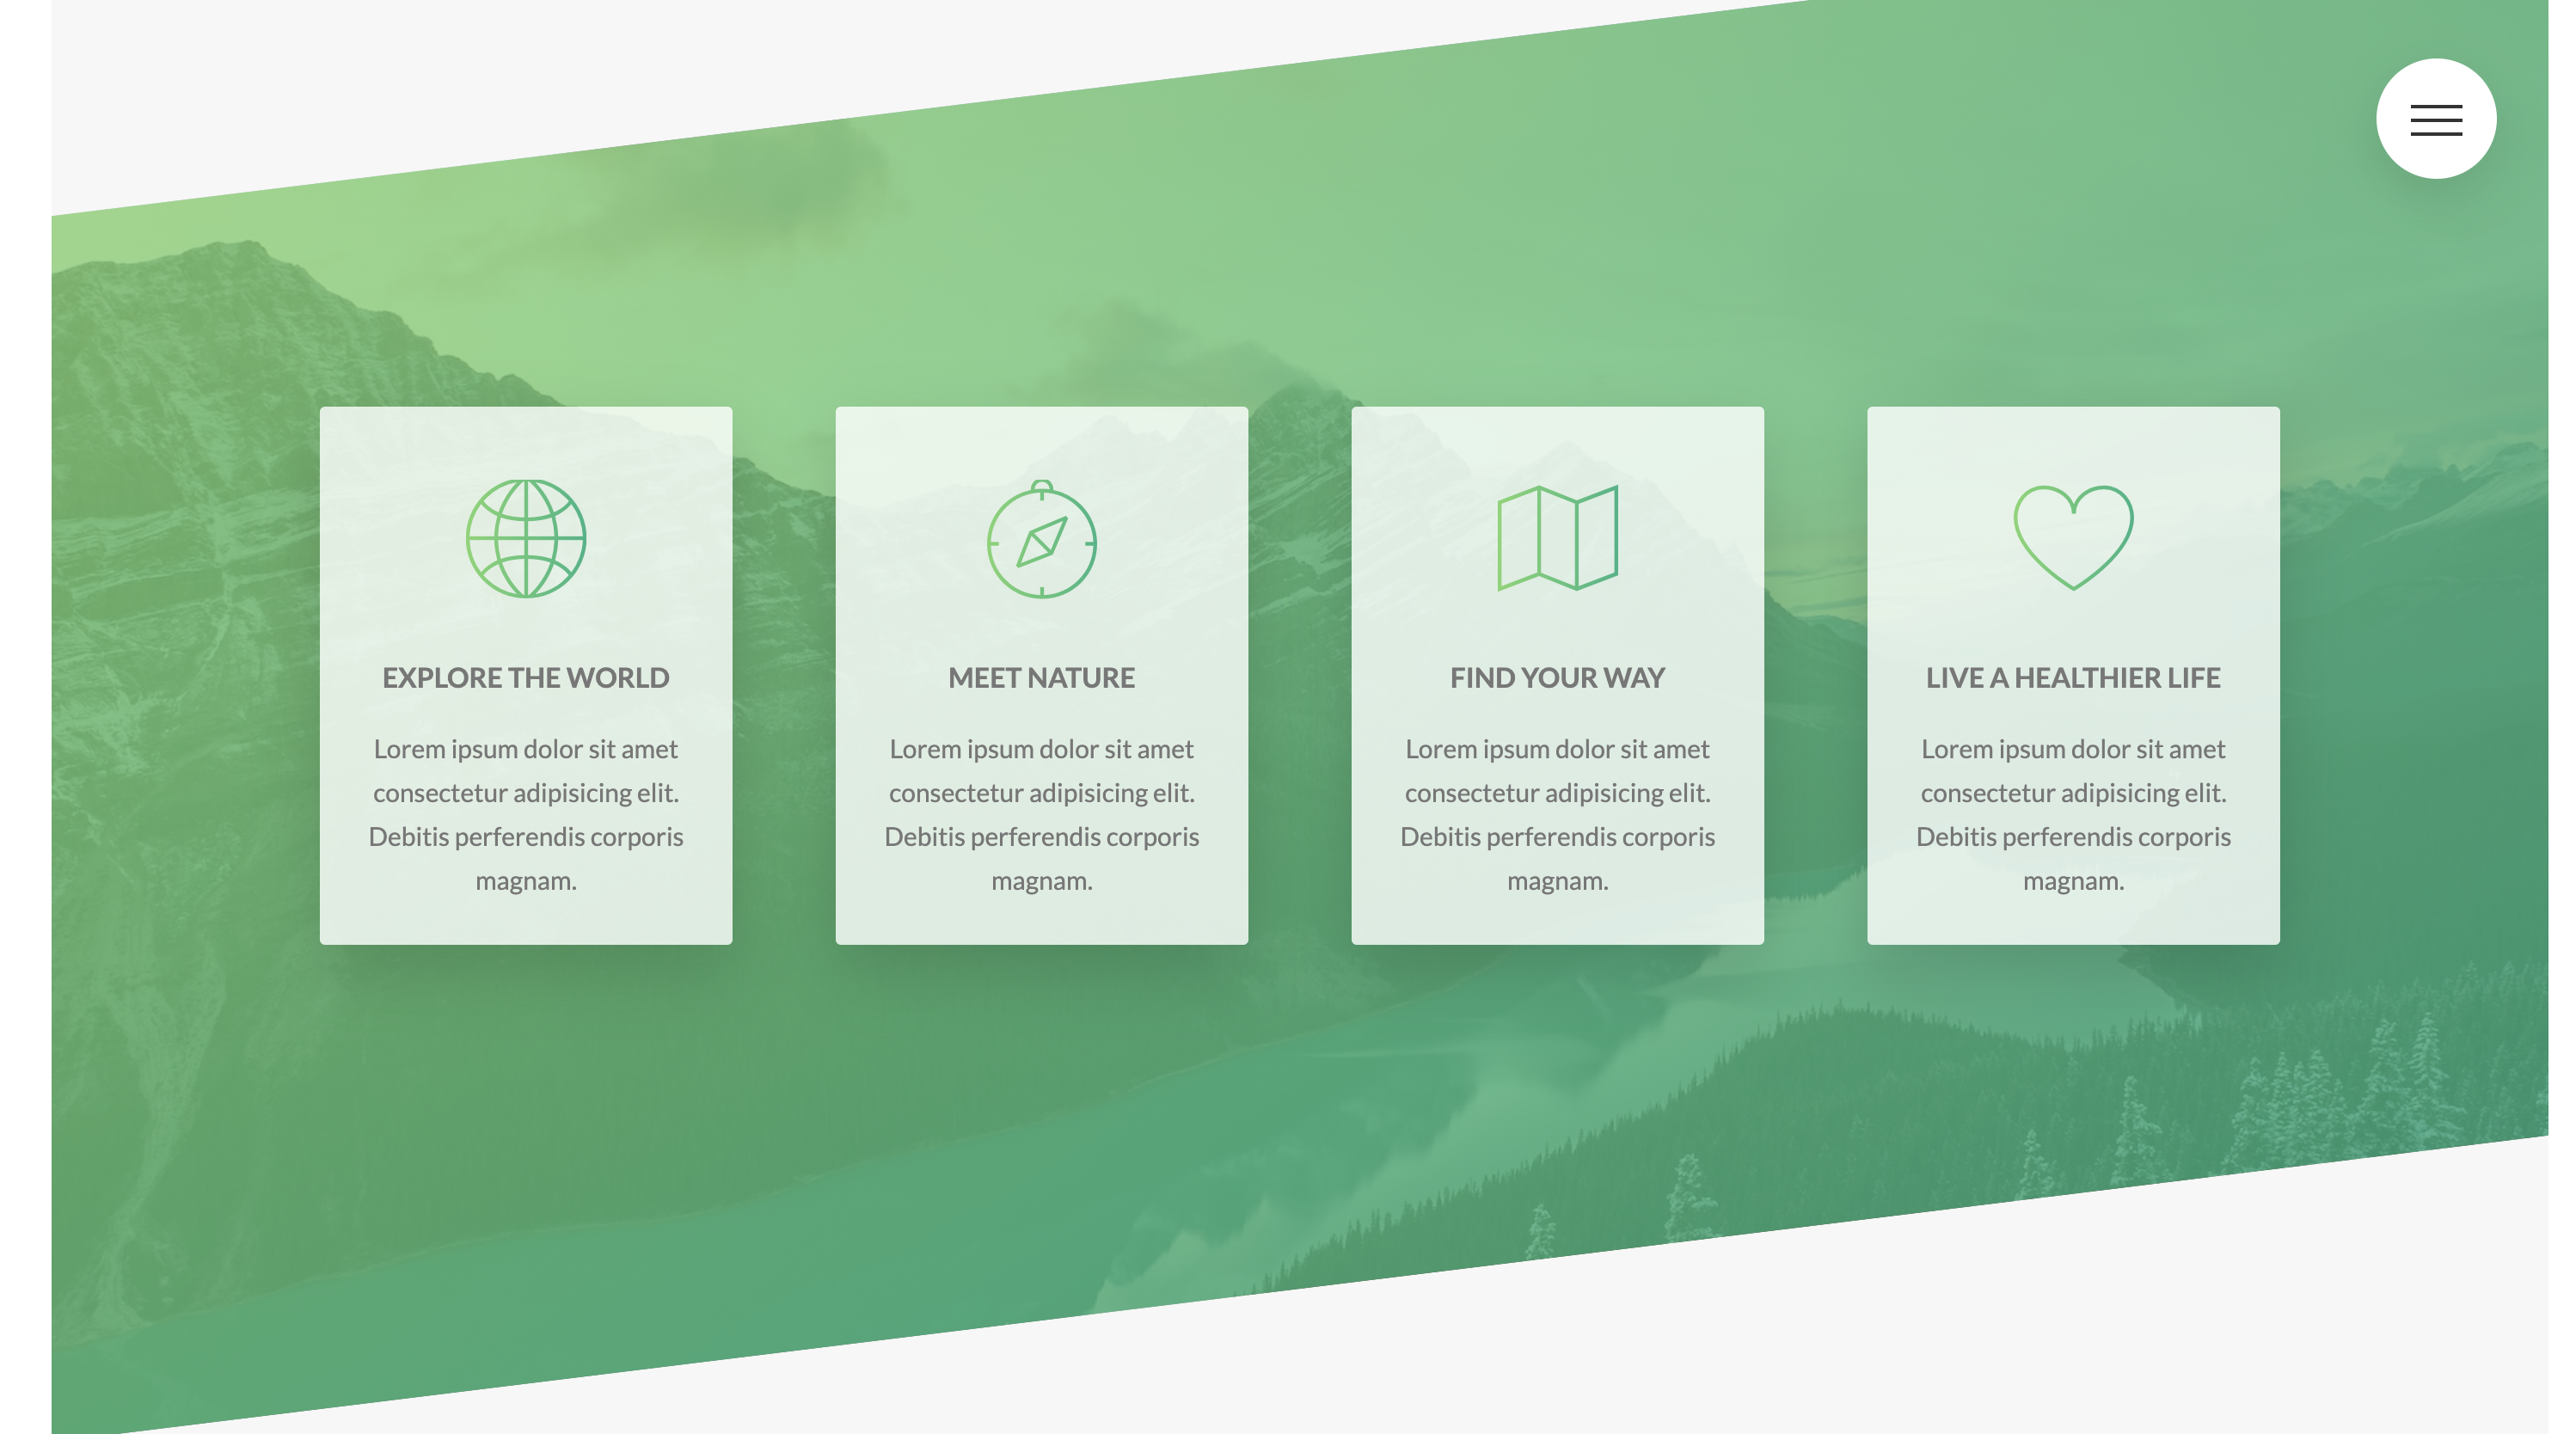 EXPLORE THE WORLD
Lorem ipsum dolor sit amet
consectetur adipisicing elit.
Debitis perferendis corporis
magnam.
MEET NATURE
Lorem ipsum dolor sit amet
consectetur adipisicing elit.
Debitis perferendis corporis
magnam.
FIND YOUR WAY
Lorem ipsum dolor sit amet
consectetur adipisicing elit.
Debitis perferendis corporis
magnam.
LIVE A HEALTHIER LIFE
Lorem ipsum dolor sit amet
consectetur adipisicing elit.
Debitis perferendis corporis
magnam.